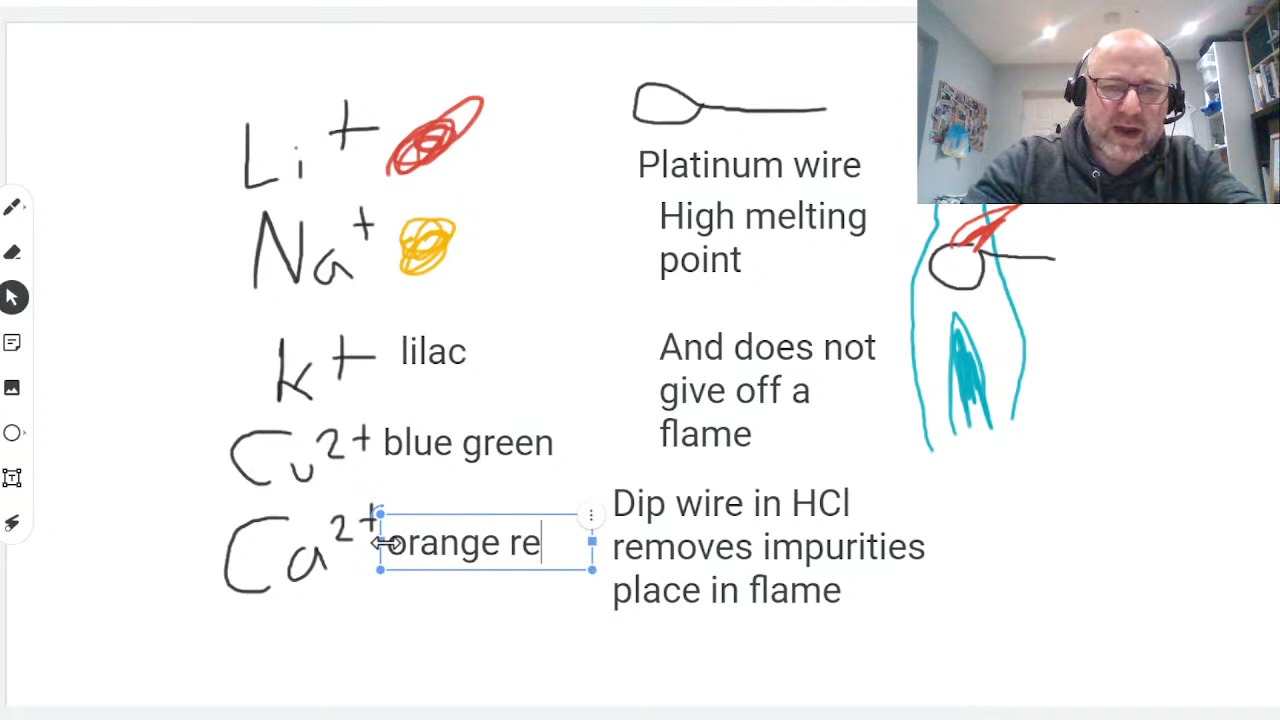 Li+
Na+
k+ lilac
Cu2+ blue green
Ca2+ orange re
Platinum wire
High melting
point
And does not
give off a
flame
Dip wire in HCl
removes impurities
place in flame